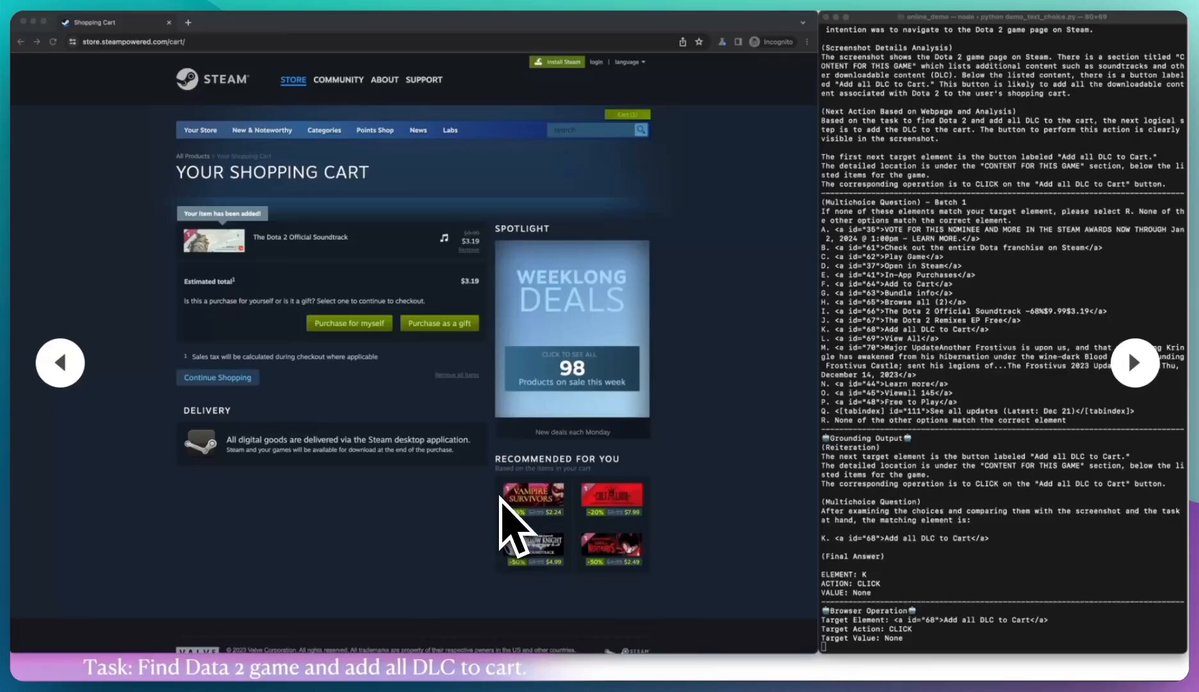 Shopping Cart
store.steampowered.com/cart/
Incognito
STEAM
STORE COMMUNITY ABOUT SUPPORT
Install Steam login | language
Cart (1)
Your Store New & Noteworthy Categories Points Shop News Labs
search
All Products > Your Shopping Cart
YOUR SHOPPING CART
Your item has been added!
The Dota 2 Official Soundtrack
$9.99
$3.19
Remove
Estimated total¹ $3.19
Is this a purchase for yourself or is it a gift? Select one to continue to checkout.
Purchase for myself Purchase as a gift
1 Sales tax will be calculated during checkout where applicable
Continue Shopping Remove all items
DELIVERY
All digital goods are delivered via the Steam desktop application.
Steam and your games will be available for download at the end of the purchase.
SPOTLIGHT
WEEKLONG
DEALS
CLICK TO SEE ALL
98
Products on sale this week
New deals each Monday
RECOMMENDED FOR YOU
Based on the items in your cart
VAMPIRE
SURVIVORS
$2.24
CULT OF THE LAMB
-20% $7.99
$4.99
-50% $2.49
VALVE
© 2023 Valve Corporation. All rights reserved. All trademarks are property of their respective owners in the US and other countries.
STEAM
Task: Find Data 2 game and add all DLC to cart.
online_demo — node • python demo_text_choice.py — 80×69
intention was to navigate to the Dota 2 game page on Steam.
(Screenshot Details Analysis)
The screenshot shows the Dota 2 game page on Steam. There is a section titled "C
ONTENT FOR THIS GAME" which lists additional content such as soundtracks and oth
er downloadable content (DLC). Below the listed content, there is a button label
ed "Add all DLC to Cart." This button is likely to add all the downloadable cont
ent associated with Dota 2 to the user's shopping cart.
(Next Action Based on Webpage and Analysis)
Based on the task to find Dota 2 and add all DLC to the cart, the next logical s
tep is to add the DLC to the cart. The button to perform this action is clearly
visible in the screenshot.
The first next target element is the button labeled "Add all DLC to Cart."
The detailed location is under the "CONTENT FOR THIS GAME" section, below the li
sted items for the game.
The corresponding operation is to CLICK on the "Add all DLC to Cart" button.
(Multichoice Question) - Batch 1
If none of these elements match your target element, please select R. None of th
e other options match the correct element.
A. <a id="35">VOTE FOR THIS NOMINEE AND MORE IN THE STEAM AWARDS NOW THROUGH Jan
2, 2024 @ 1:00pm - LEARN MORE.</a>
B. <a id="61">Check out the entire Dota franchise on Steam</a>
C. <a id="62">Play Game</a>
D. <a id="37">Open in Steam</a>
E. <a id="41">In-App Purchases</a>
F. <a id="64">Add to Cart</a>
G. <a id="63">Bundle info</a>
H. <a id="65">Browse all (2)</a>
I. <a id="66">The Dota 2 Official Soundtrack -68%$9.99$3.19</a>
J. <a id="67">The Dota 2 Remixes EP Free</a>
K. <a id="68">Add all DLC to Cart</a>
L. <a id="69">View All</a>
M. <a id="70">Major UpdateAnother Frostivus is upon us, and that Krin
gle has awakened from his hibernation under the wine-dark Blood unding
Frostivus Cliffs; sent his legions of...The Frostivus 2023 Upda Thu,
December 14, 2023</a>
N. <a id="44">Learn more</a>
O. <a id="45">Viewall 145</a>
P. <a id="48">Free to Play</a>
Q. <[tabindex] id="111">See all updates (Latest: Dec 21)</[tabindex]>
R. None of the other options match the correct element
Grounding Output
(Reiteration)
The next target element is the button labeled "Add all DLC to Cart."
The detailed location is under the "CONTENT FOR THIS GAME" section, below the li
sted items for the game.
The corresponding operation is to CLICK on the "Add all DLC to Cart" button.
(Multichoice Question)
After examining the choices and comparing them with the screenshot and the task
at hand, the matching element is:
K. <a id="68">Add all DLC to Cart</a>
(Final Answer)
ELEMENT: K
ACTION: CLICK
VALUE: None
Browser Operation
Target Element: <a id="68">Add all DLC to Cart</a>
Target Action: CLICK
Target Value: None